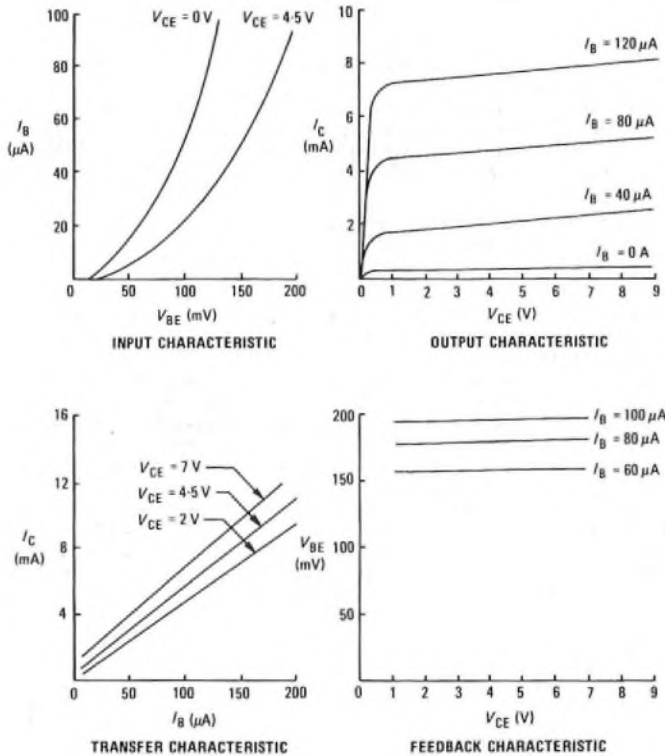 100
80
60
40
20
0
I_B
(μA)
V_CE = 0 V
V_CE = 4·5 V
0 50 100 150 200
V_BE (mV)
INPUT CHARACTERISTIC
10
8
6
4
2
0
I_C
(mA)
I_B = 120 μA
I_B = 80 μA
I_B = 40 μA
I_B = 0 A
0 1 2 3 4 5 6 7 8 9
V_CE (V)
OUTPUT CHARACTERISTIC
16
12
8
4
I_C
(mA)
V_CE = 7 V
V_CE = 4·5 V
V_CE = 2 V
0 50 100 150 200
I_B (μA)
TRANSFER CHARACTERISTIC
200
150
100
50
V_BE
(mV)
I_B = 100 μA
I_B = 80 μA
I_B = 60 μA
0 1 2 3 4 5 6 7 8 9
V_CE (V)
FEEDBACK CHARACTERISTIC